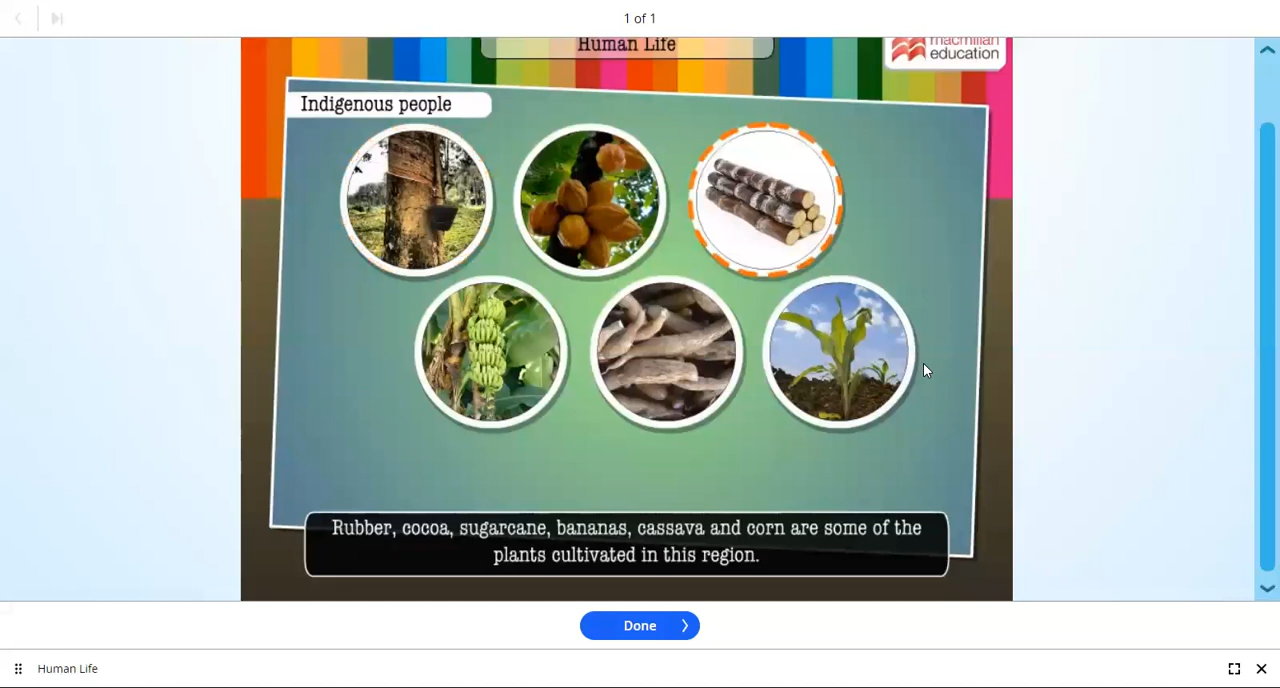 1 of 1
Human Life
macmillan
education
Indigenous people
Rubber, cocoa, sugarcane, bananas, cassava and corn are some of the
plants cultivated in this region.
Done
Human Life